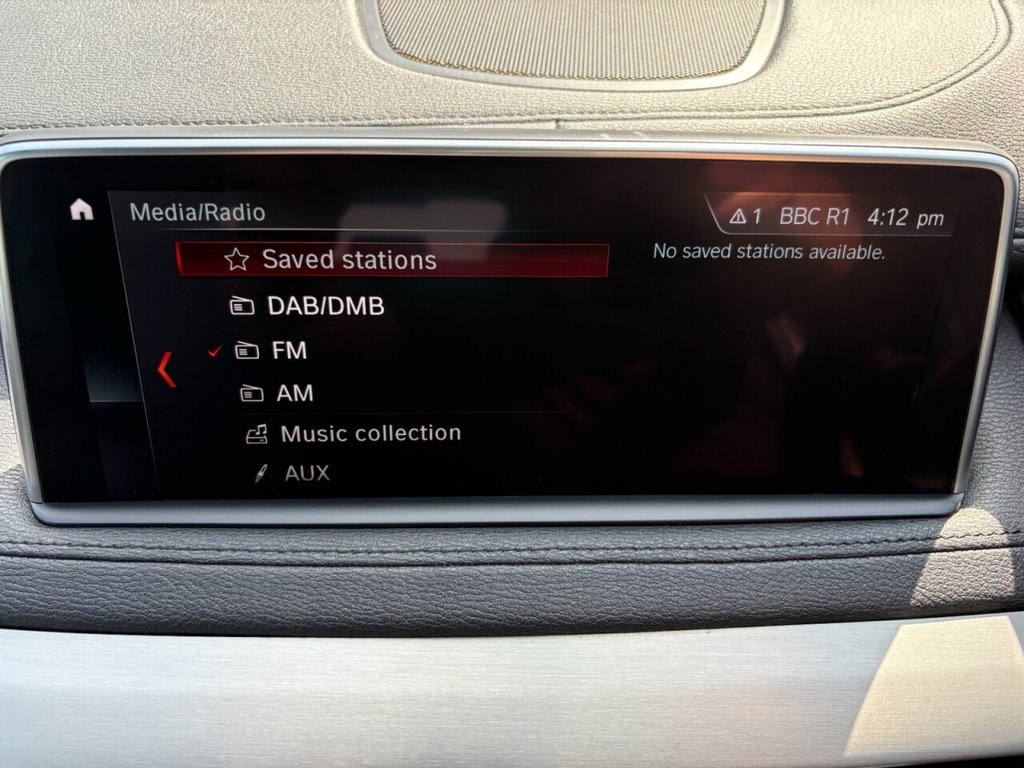 Media/Radio
1 BBC R1 4:12 pm
Saved stations
No saved stations available.
DAB/DMB
FM
AM
Music collection
AUX